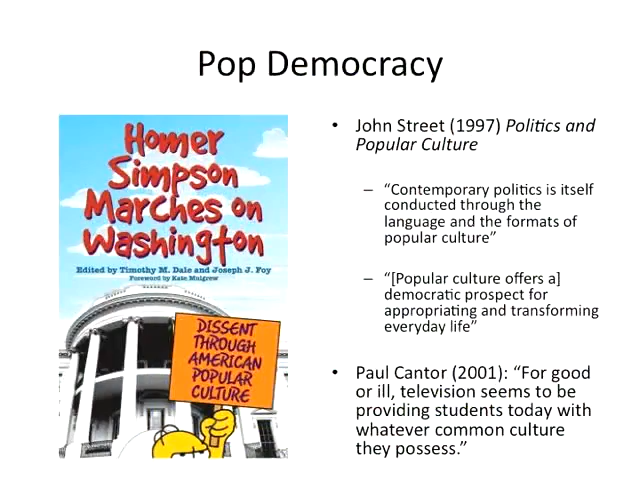 Pop Democracy
Homer
Simpson
Marches on
Washington
Edited by Timothy M. Dale and Joseph J. Foy
Foreword by Kate Mulgrew
DISSENT
THROUGH
AMERICAN
POPULAR
CULTURE
• John Street (1997) Politics and
Popular Culture
– “Contemporary politics is itself
conducted through the
language and the formats of
popular culture”
– “[Popular culture offers a]
democratic prospect for
appropriating and transforming
everyday life”
• Paul Cantor (2001): “For good
or ill, television seems to be
providing students today with
whatever common culture
they possess.”